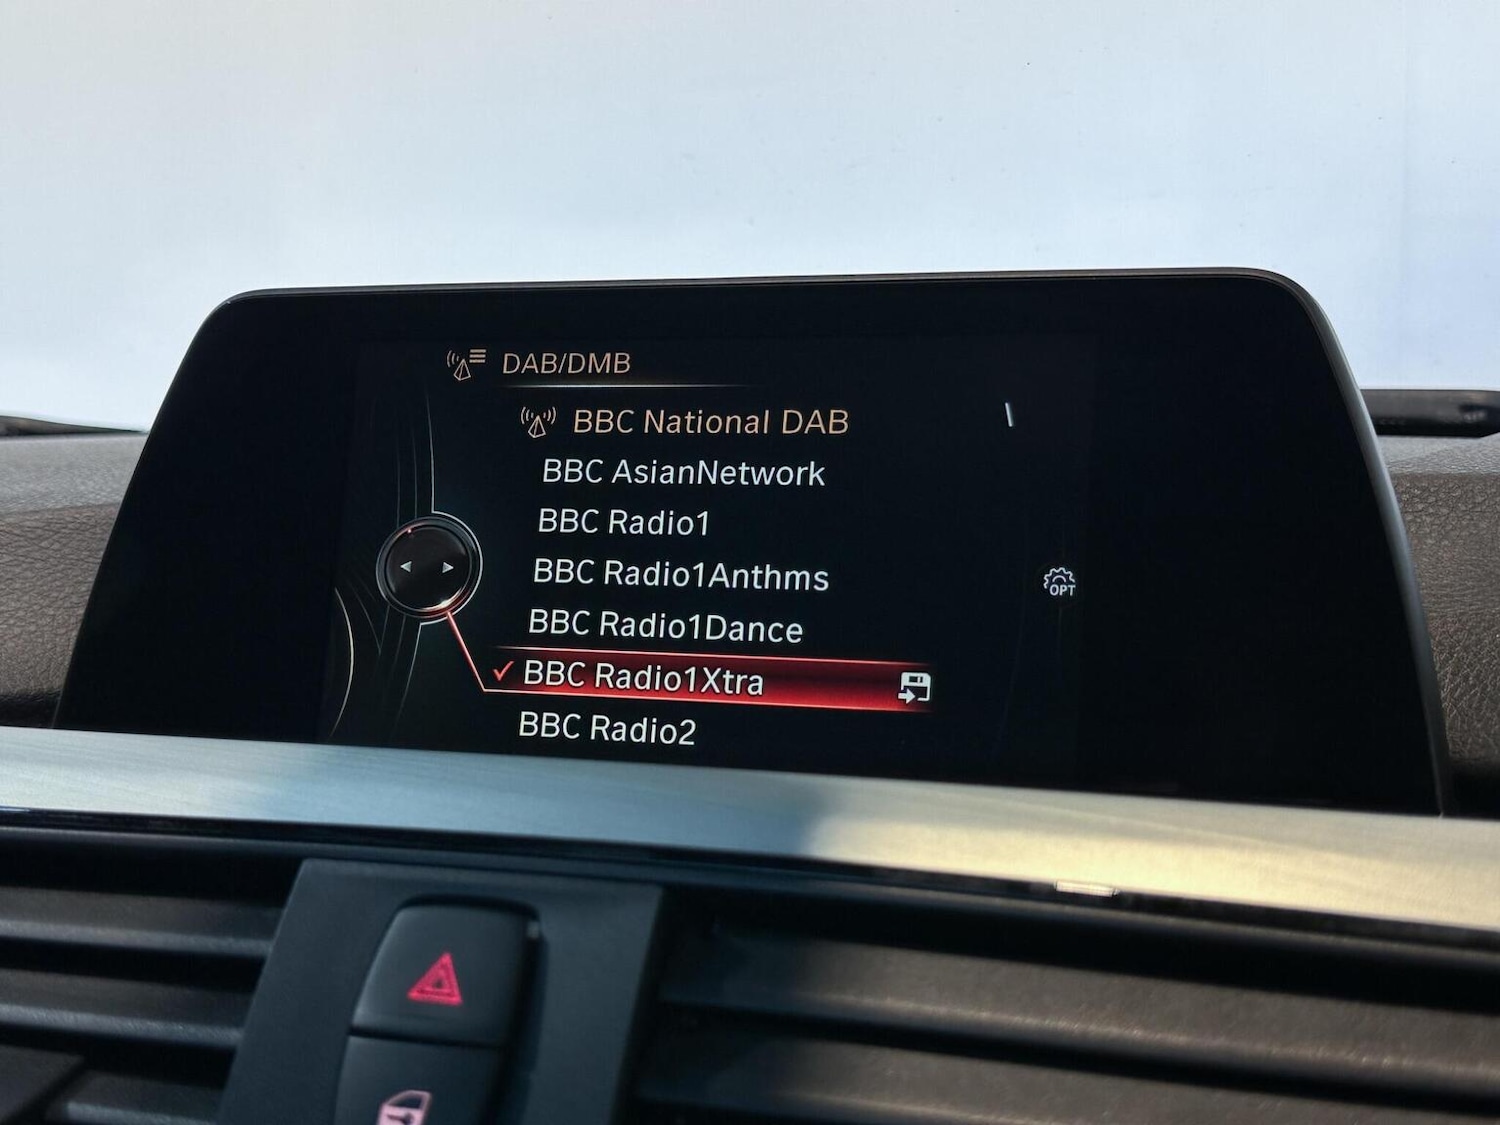 DAB/DMB
BBC National DAB
BBC AsianNetwork
BBC Radio1
BBC Radio1Anthms
OPT
BBC Radio1Dance
BBC Radio1Xtra
BBC Radio2